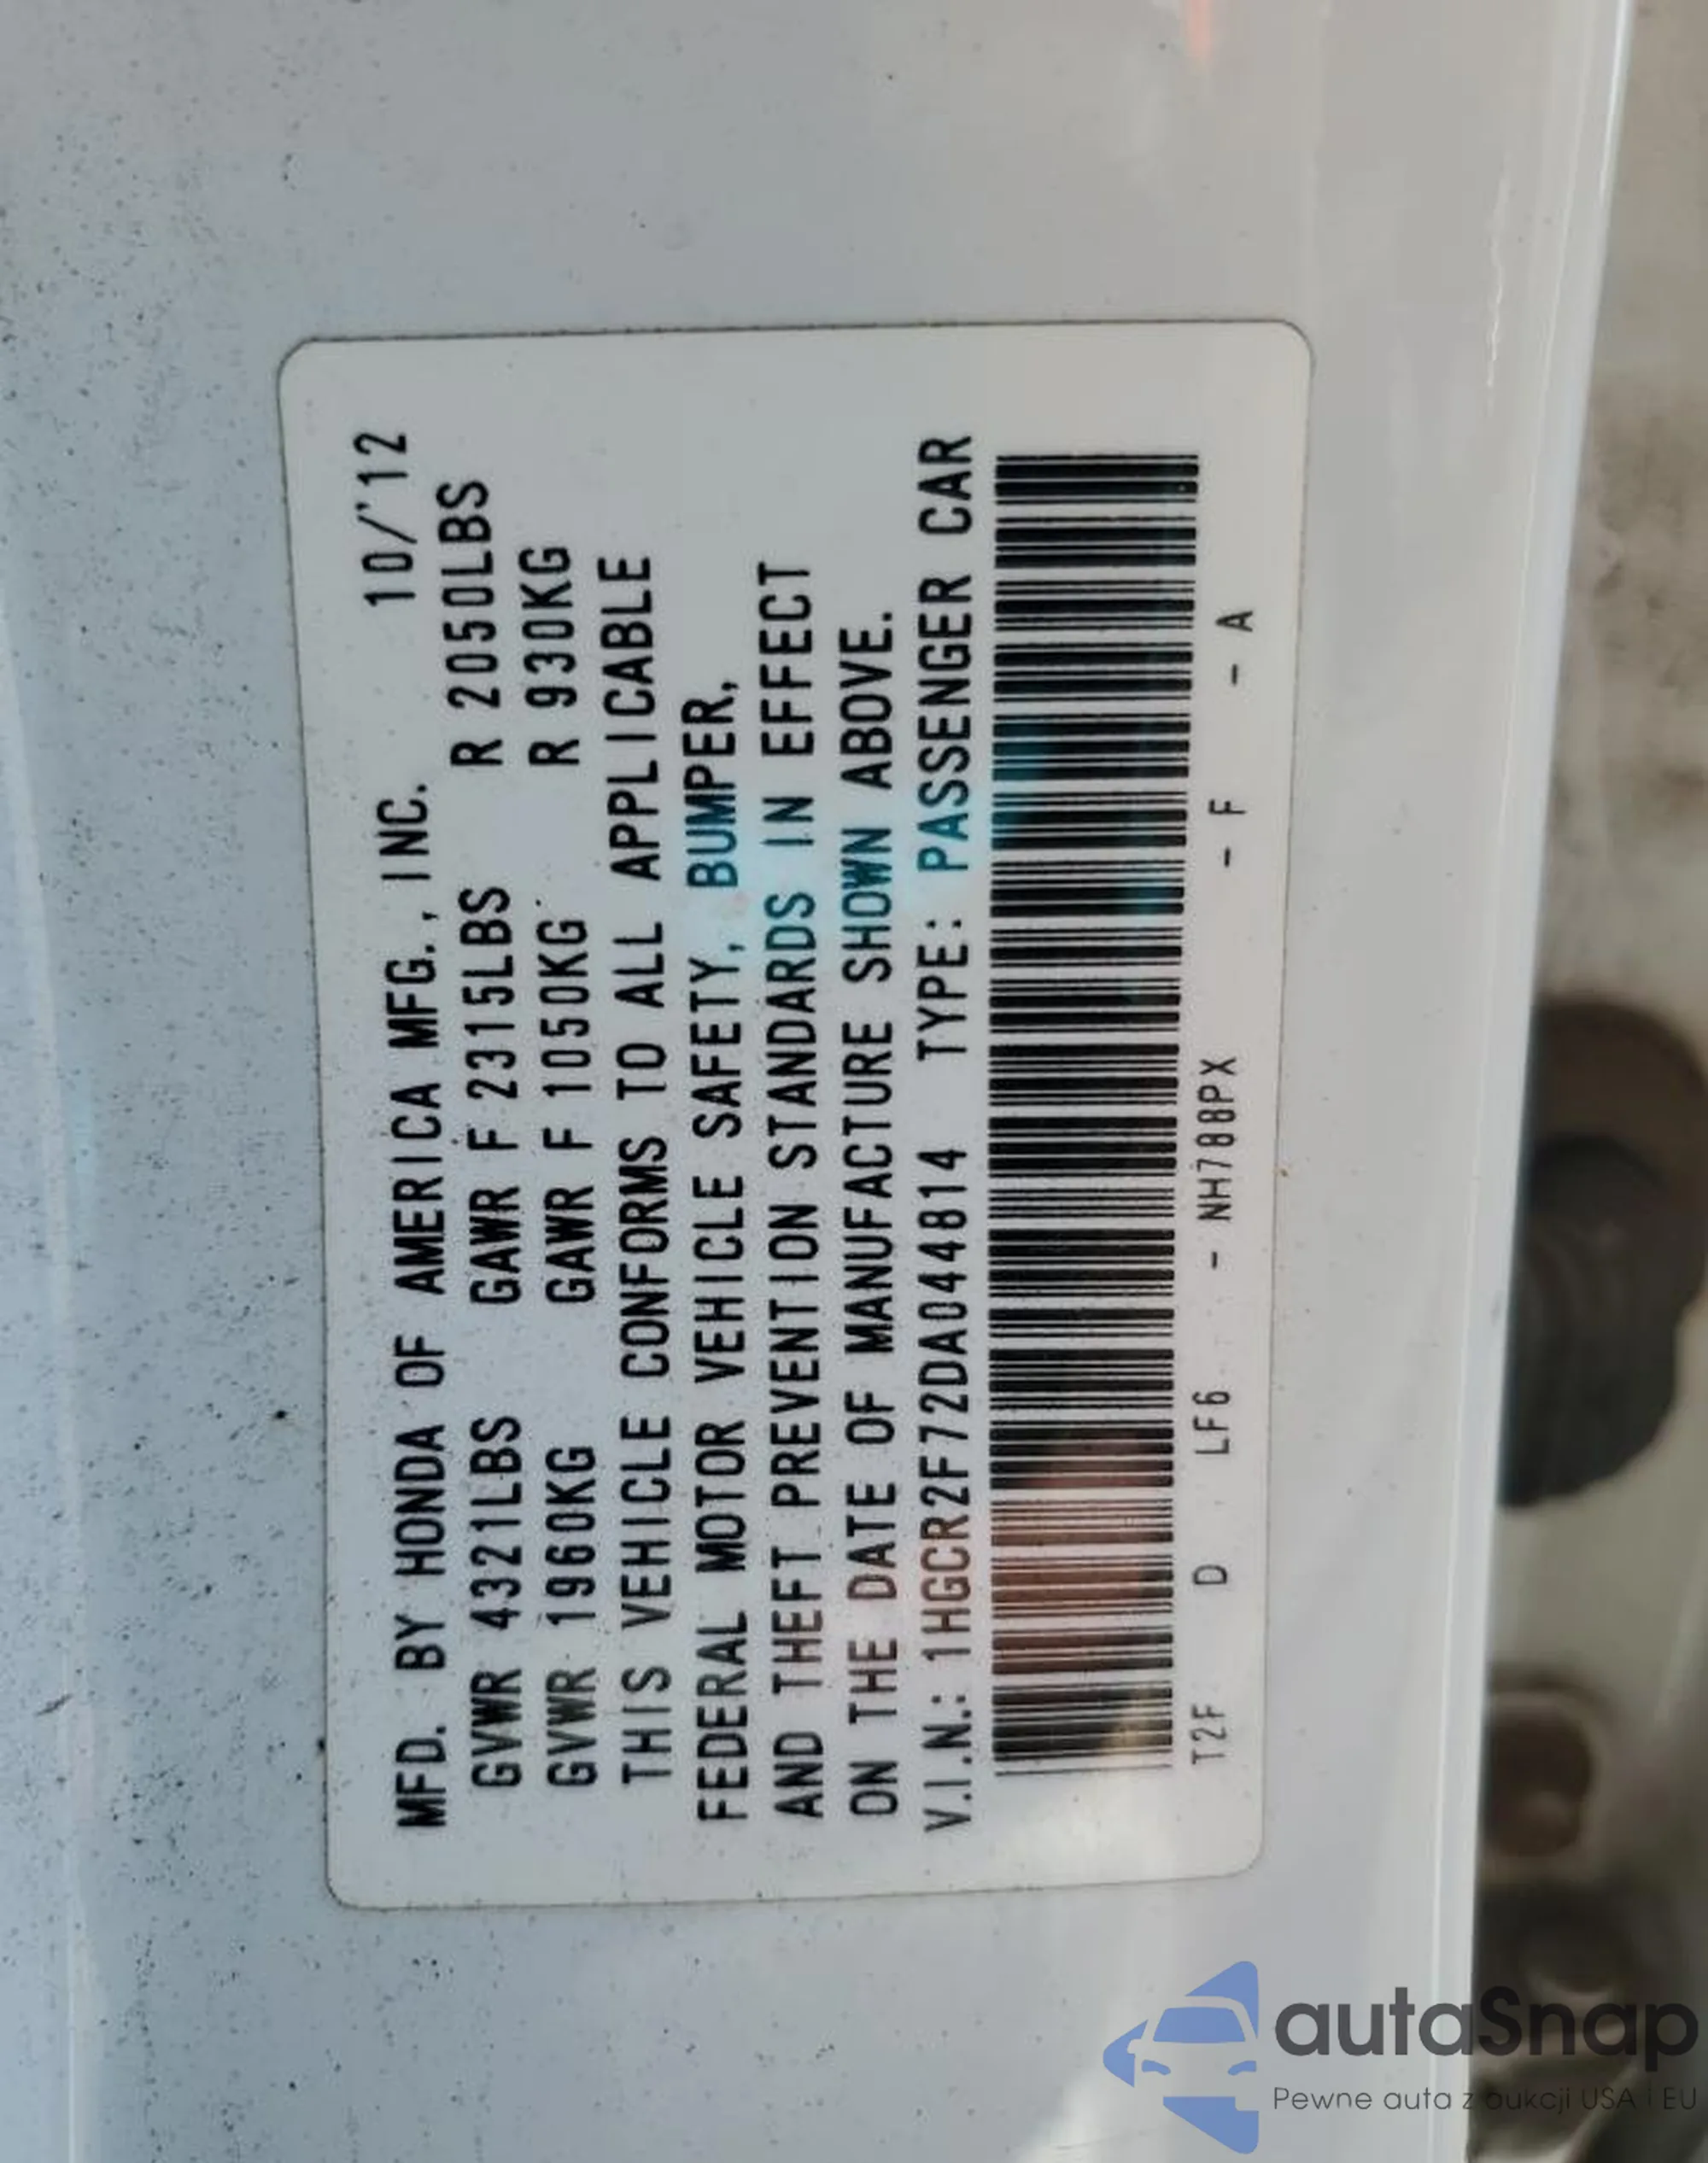 MFD. BY HONDA OF AMERICA MFG., INC. 10/'12
GVWR 4321LBS GAWR F 2315LBS R 2050LBS
GVWR 1960KG GAWR F 1050KG R 930KG
THIS VEHICLE CONFORMS TO ALL APPLICABLE
FEDERAL MOTOR VEHICLE SAFETY, BUMPER,
AND THEFT PREVENTION STANDARDS IN EFFECT
ON THE DATE OF MANUFACTURE SHOWN ABOVE.
V.I.N.: 1HGCR2F72DA044814 TYPE: PASSENGER CAR
T2F D LF6 - NH788PX - F - A
autaSnap
Pewne auta z aukcji USA i EU